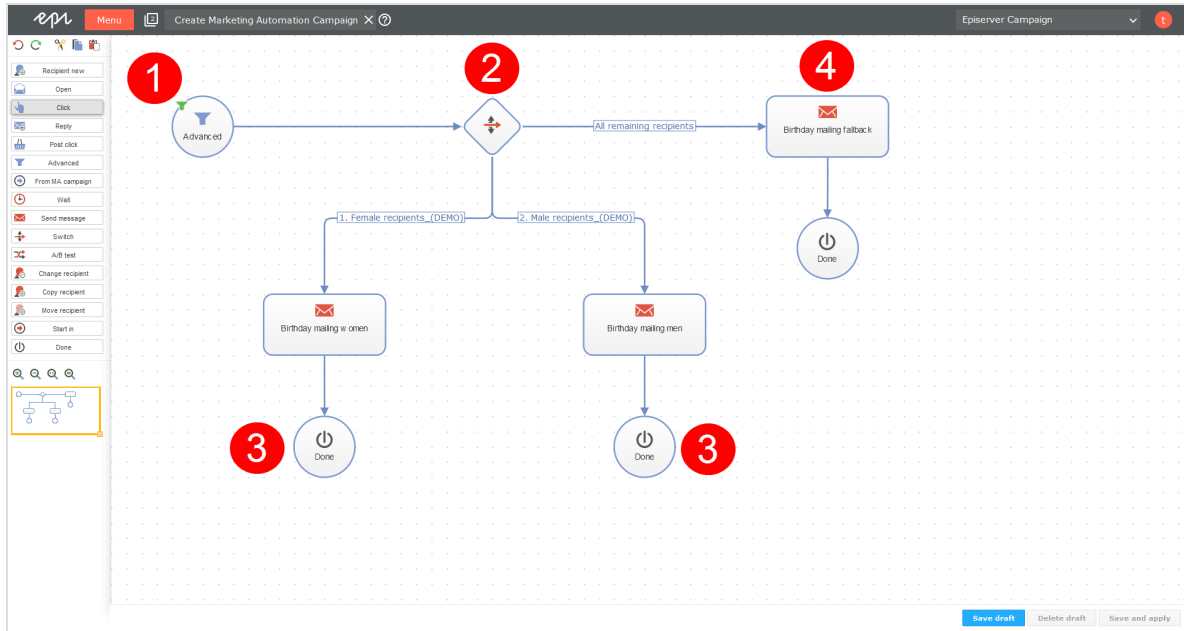 epi Menu 2 Create Marketing Automation Campaign Episerver Campaign t
Recipient new
Open
Click
Reply
Post click
Advanced
From MA campaign
Wait
Send message
Switch
A/B test
Change recipient
Copy recipient
Move recipient
Start in
Done
1
Advanced
2
All remaining recipients
4
Birthday mailing fallback
Done
1. Female recipients_(DEMO)
2. Male recipients_(DEMO)
Birthday mailing women
Birthday mailing men
3
Done
Done
3
Save draft Delete draft Save and apply